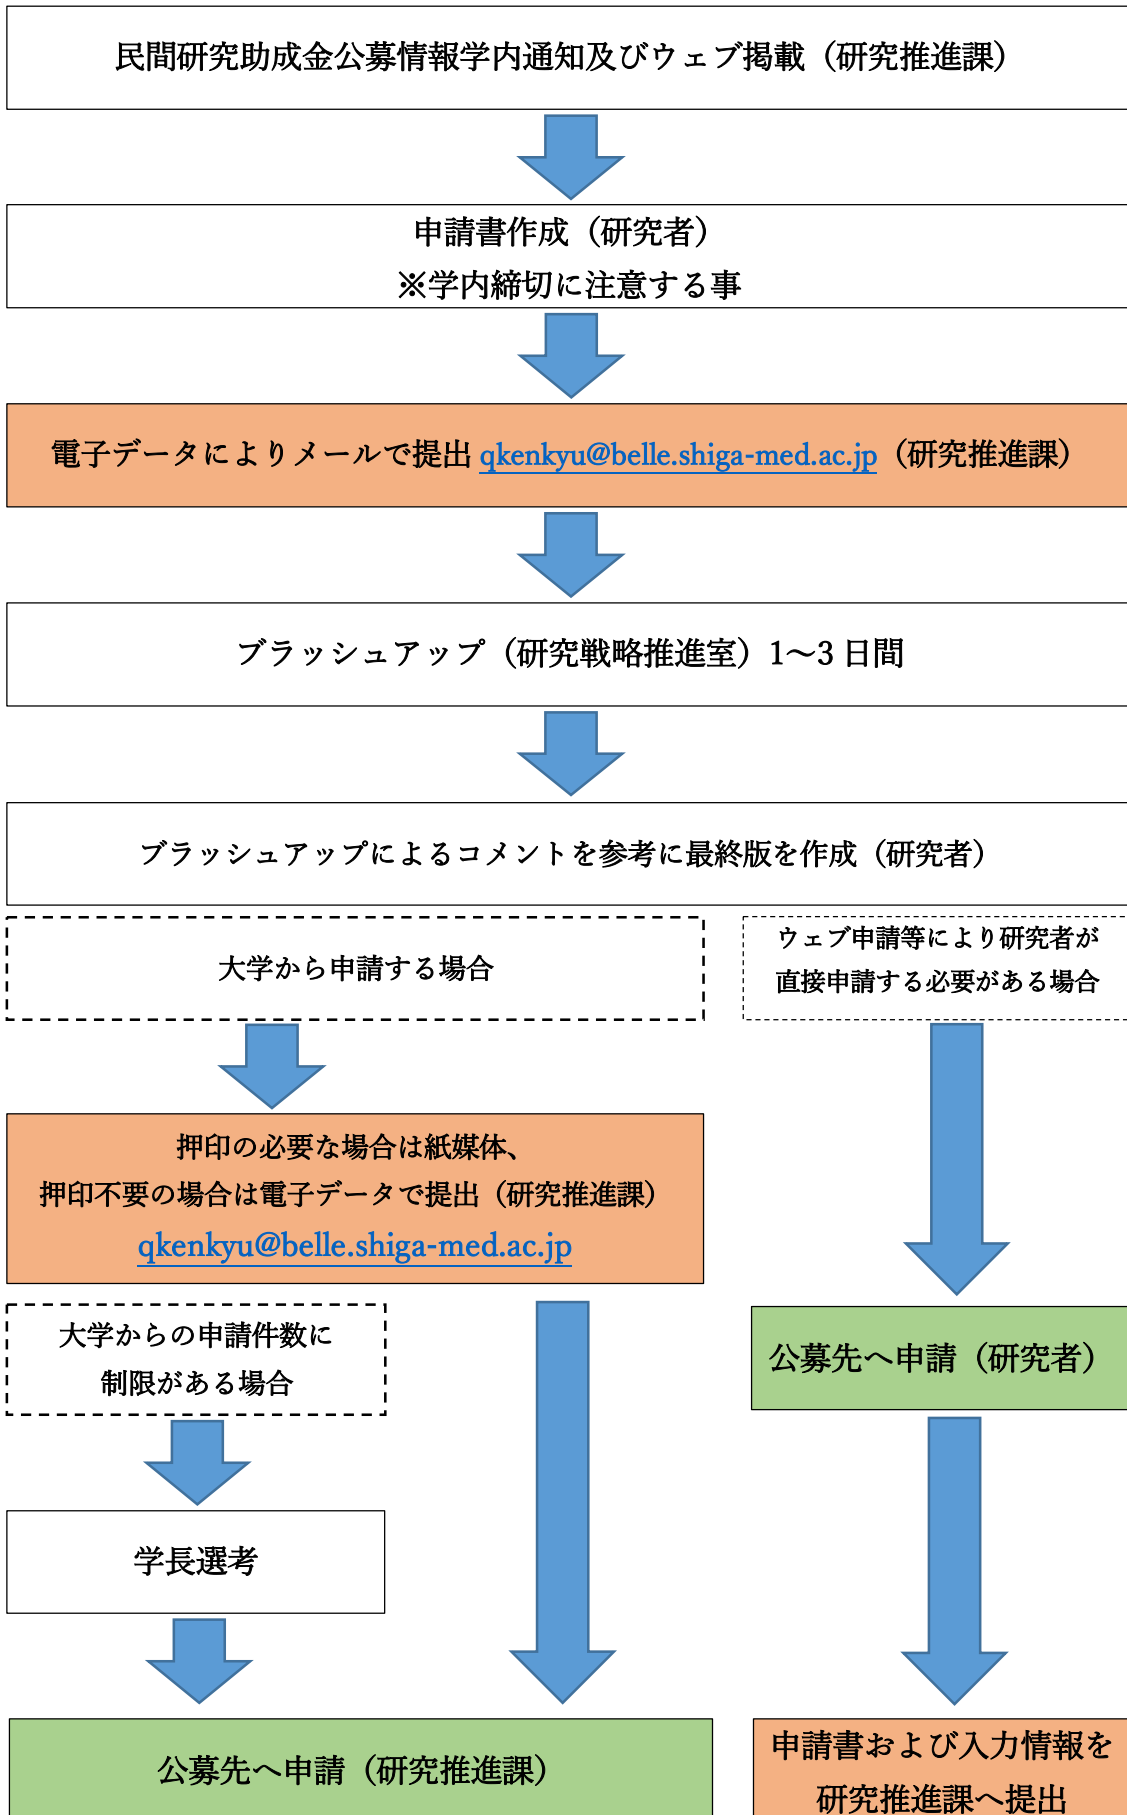 民間研究助成金公募情報学内通知及びウェブ掲載（研究推進課）
申請書作成（研究者）
※学内締切に注意する事
電子データによりメールで提出 qkenkyu@belle.shiga-med.ac.jp（研究推進課）
ブラッシュアップ（研究戦略推進室）1～3 日間
ブラッシュアップによるコメントを参考に最終版を作成（研究者）
大学から申請する場合
ウェブ申請等により研究者が
直接申請する必要がある場合
押印の必要な場合は紙媒体、
押印不要の場合は電子データで提出（研究推進課）
qkenkyu@belle.shiga-med.ac.jp
大学からの申請件数に
制限がある場合
公募先へ申請（研究者）
学長選考
公募先へ申請（研究推進課）
申請書および入力情報を
研究推進課へ提出